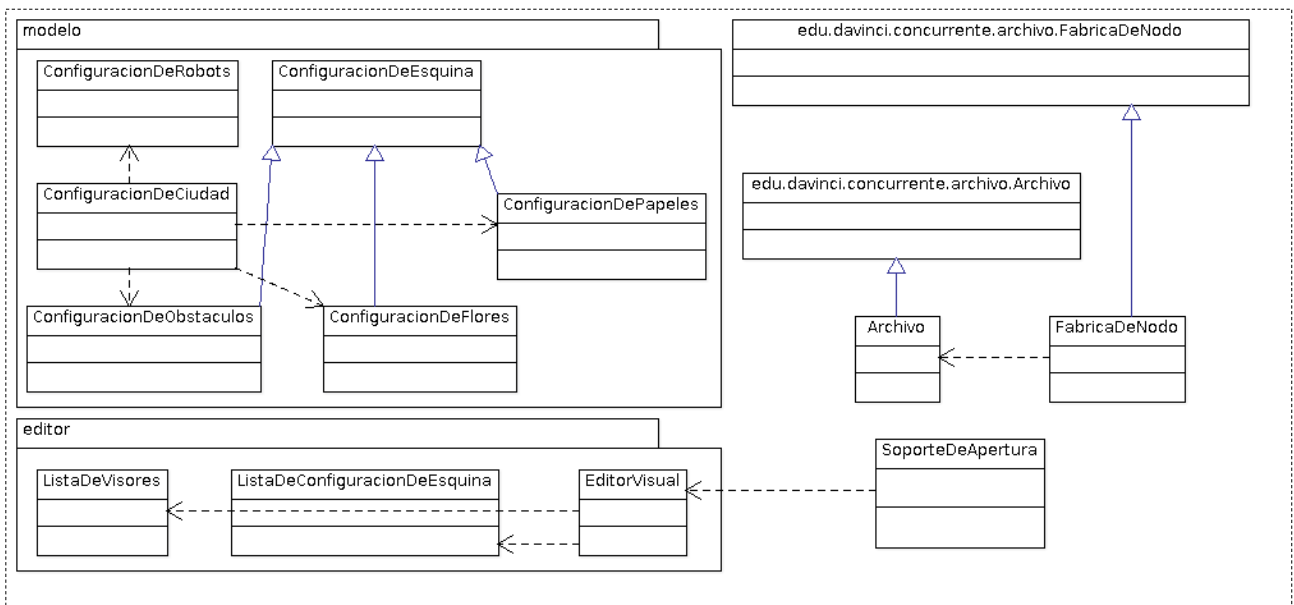 modelo
ConfiguracionDeRobots
ConfiguracionDeEsquina
ConfiguracionDeCiudad
ConfiguracionDePapeles
ConfiguracionDeObstaculos
ConfiguracionDeFlores
edu.davinci.concurrente.archivo.FabricaDeNodo
edu.davinci.concurrente.archivo.Archivo
Archivo
FabricaDeNodo
editor
ListaDeVisores
ListaDeConfiguracionDeEsquina
EditorVisual
SoporteDeApertura